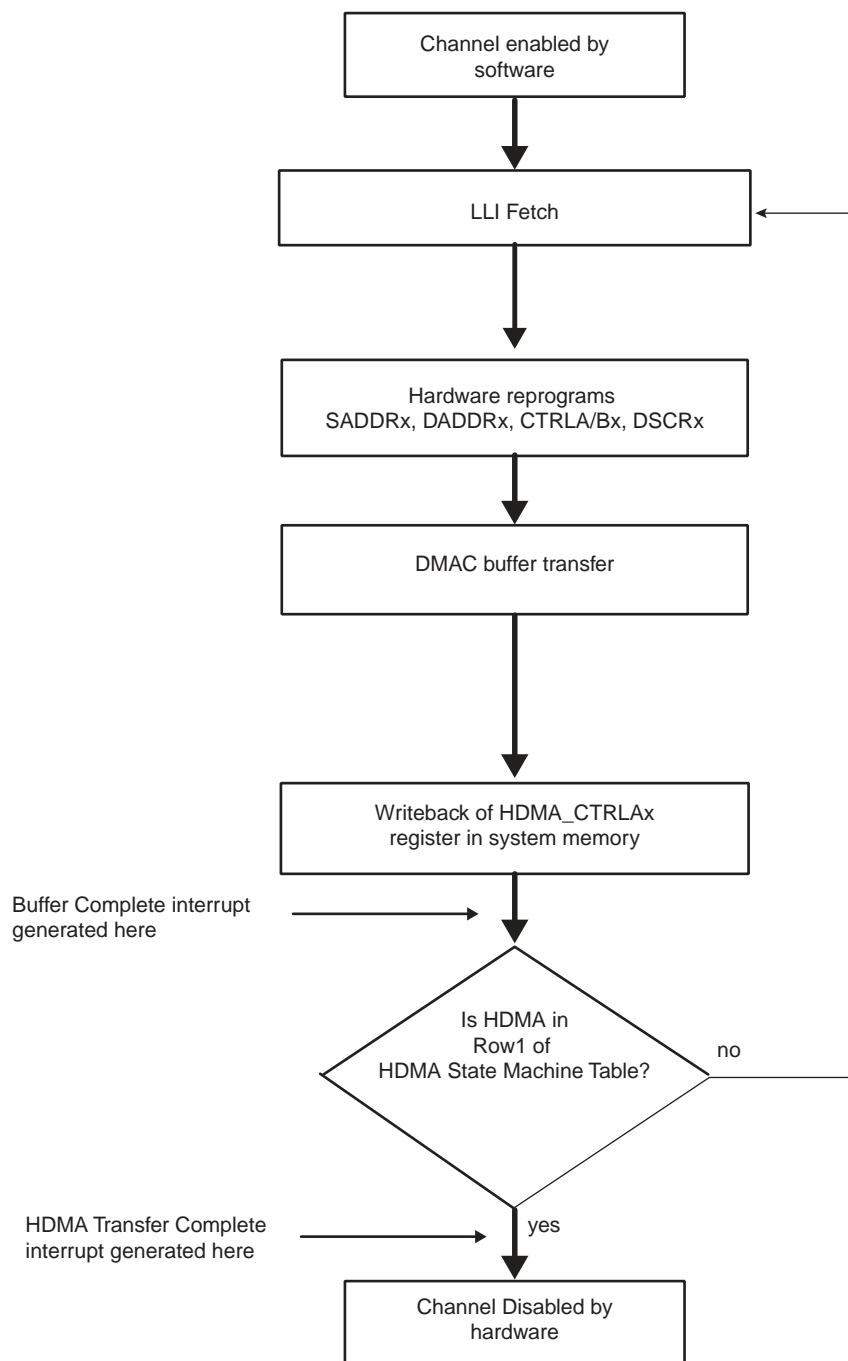 Channel enabled by
software
LLI Fetch
Hardware reprograms
SADDRx, DADDRx, CTRLA/Bx, DSCRx
DMAC buffer transfer
Writeback of HDMA_CTRLAx
register in system memory
Buffer Complete interrupt
generated here
Is HDMA in
Row1 of
HDMA State Machine Table?
no
HDMA Transfer Complete
interrupt generated here
yes
Channel Disabled by
hardware